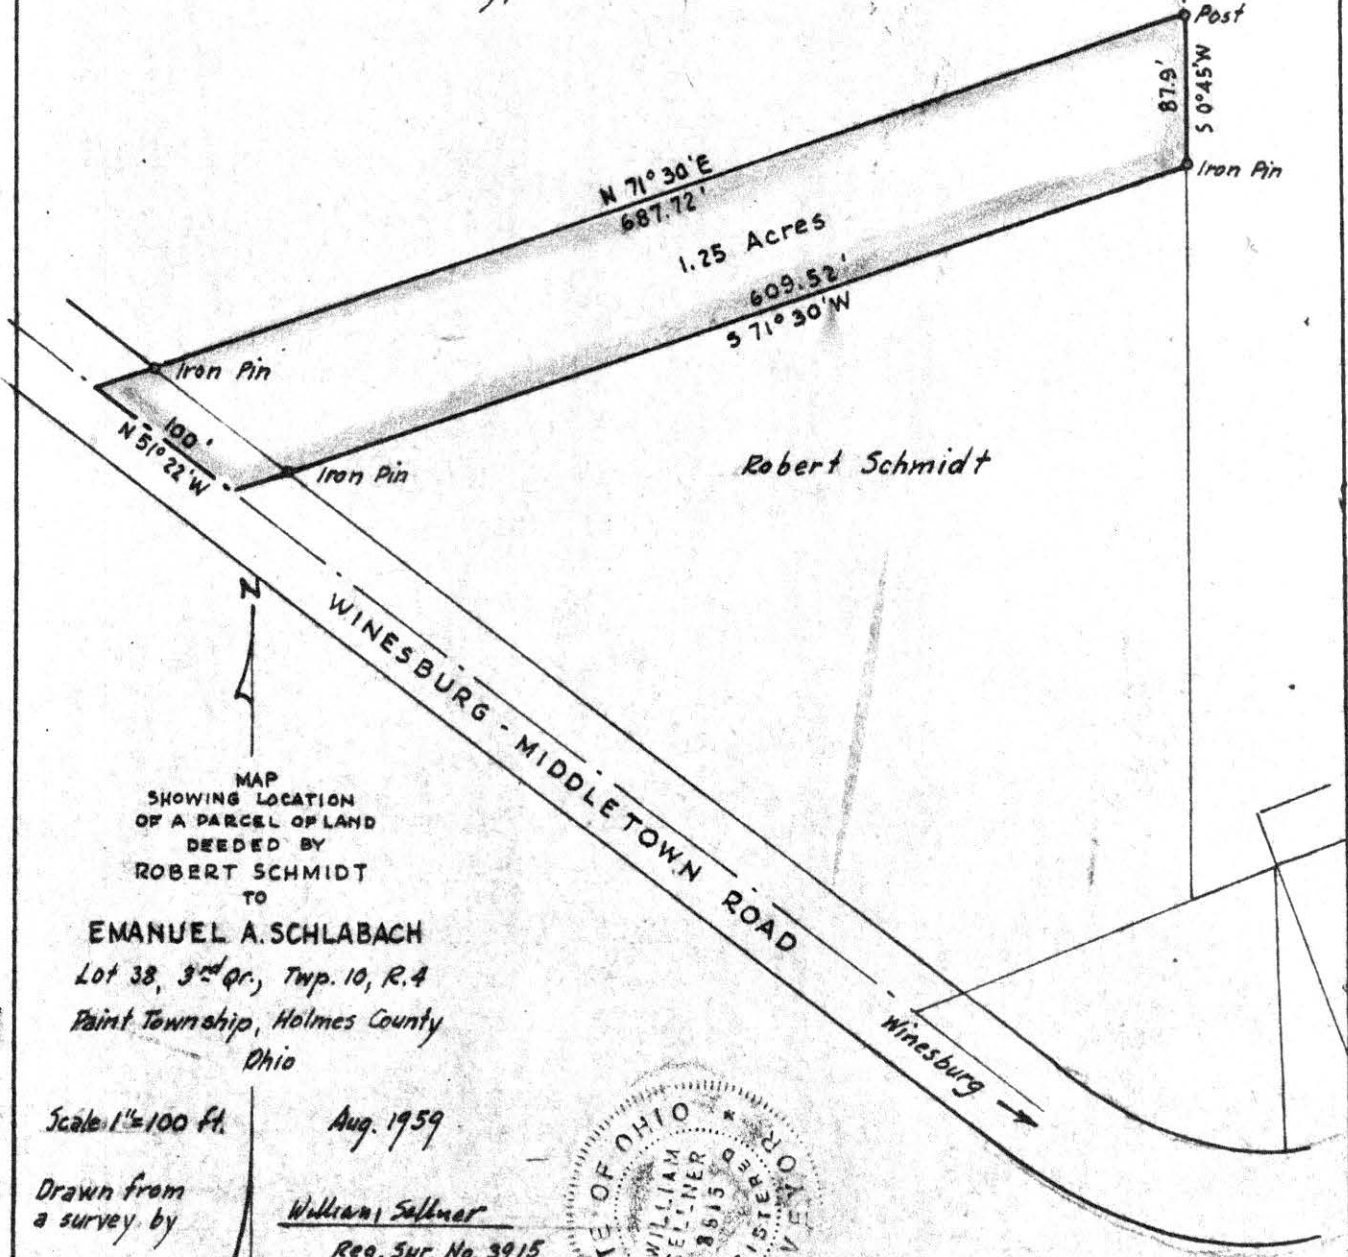 Post
87.9'
S 0°45'W
Iron Pin
N 71° 30'E
687.72'
1.25 Acres
609.52'
S 71° 30'W
Iron Pin
100'
N 51° 22'W
Iron Pin
Robert Schmidt
N
WINESBURG - MIDDLETOWN ROAD
MAP
SHOWING LOCATION
OF A PARCEL OF LAND
DEEDED BY
ROBERT SCHMIDT
TO
EMANUEL A. SCHLABACH
Lot 38, 3rd Qr., Twp. 10, R.4
Paint Township, Holmes County
Ohio
Winesburg
Scale 1"=100 ft.
Aug. 1959
Drawn from
a survey by
William Sellner
Reg. Sur. No. 3915
OF OHIO
WILLIAM
SELLNER